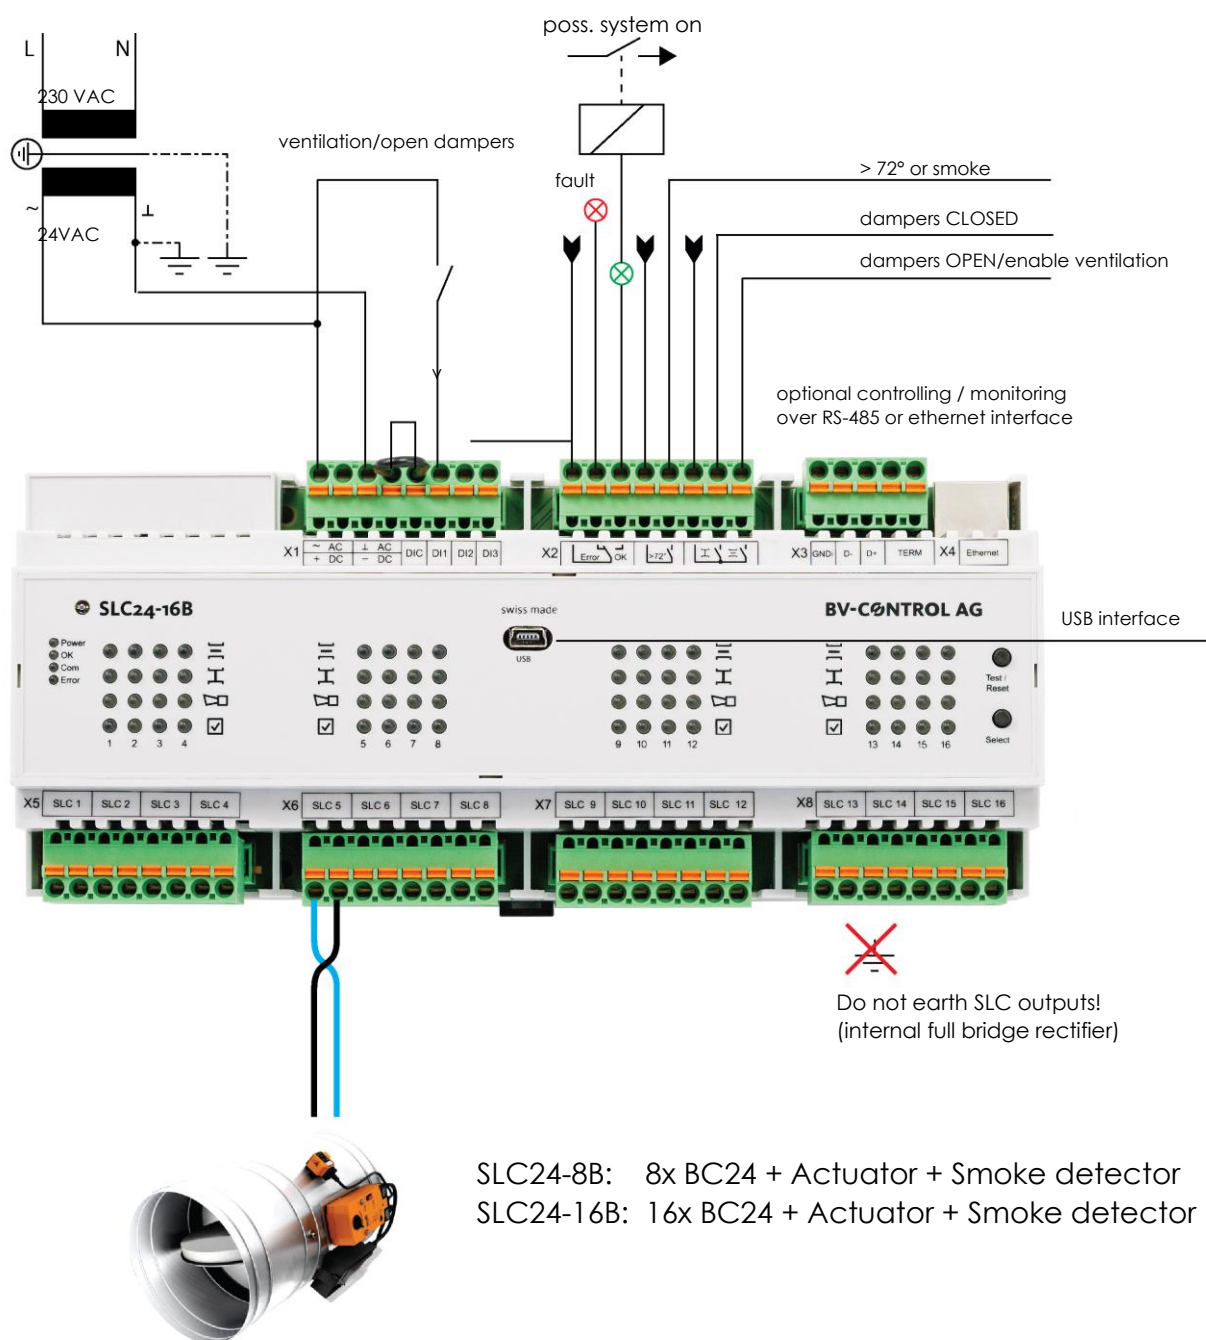 poss. system on
L N
230 VAC
ventilation/open dampers
fault
> 72° or smoke
dampers CLOSED
dampers OPEN/enable ventilation
~ ⊥
24VAC
optional controlling / monitoring
over RS-485 or ethernet interface
X1 ~ AC ⊥ AC DIC DI1 DI2 DI3
+ DC − DC
X2 Error OK >72°
X3 GND D- D+ TERM X4 Ethernet
SLC24-16B
swiss made
BV-CONTROL AG
USB interface
USB
Power
OK
Com
Error
Test /
Reset
Select
1 2 3 4 5 6 7 8 9 10 11 12 13 14 15 16
X5 SLC 1 SLC 2 SLC 3 SLC 4 X6 SLC 5 SLC 6 SLC 7 SLC 8 X7 SLC 9 SLC 10 SLC 11 SLC 12 X8 SLC 13 SLC 14 SLC 15 SLC 16
Do not earth SLC outputs!
(internal full bridge rectifier)
SLC24-8B: 8x BC24 + Actuator + Smoke detector
SLC24-16B: 16x BC24 + Actuator + Smoke detector